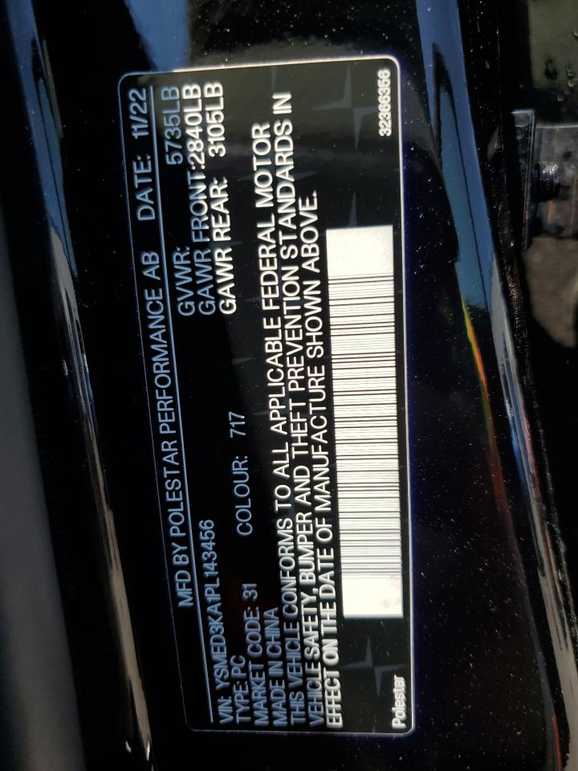 MFD BY POLESTAR PERFORMANCE AB DATE: 11/22
GVWR: 5735LB
GAWR FRONT:2840LB
GAWR REAR: 3105LB
VIN: YSMED3KA1PL143456
TYPE: PC
MARKET CODE: 31 COLOUR: 717
MADE IN CHINA
THIS VEHICLE CONFORMS TO ALL APPLICABLE FEDERAL MOTOR
VEHICLE SAFETY, BUMPER AND THEFT PREVENTION STANDARDS IN
EFFECT ON THE DATE OF MANUFACTURE SHOWN ABOVE.
Polestar 32366356